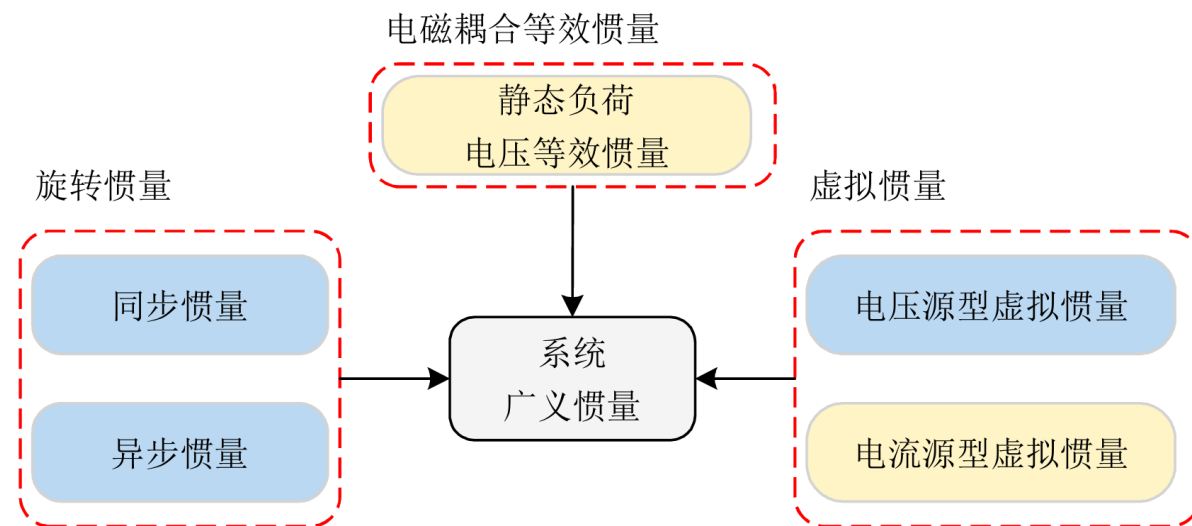 电磁耦合等效惯量
静态负荷
电压等效惯量
旋转惯量
同步惯量
异步惯量
系统
广义惯量
虚拟惯量
电压源型虚拟惯量
电流源型虚拟惯量